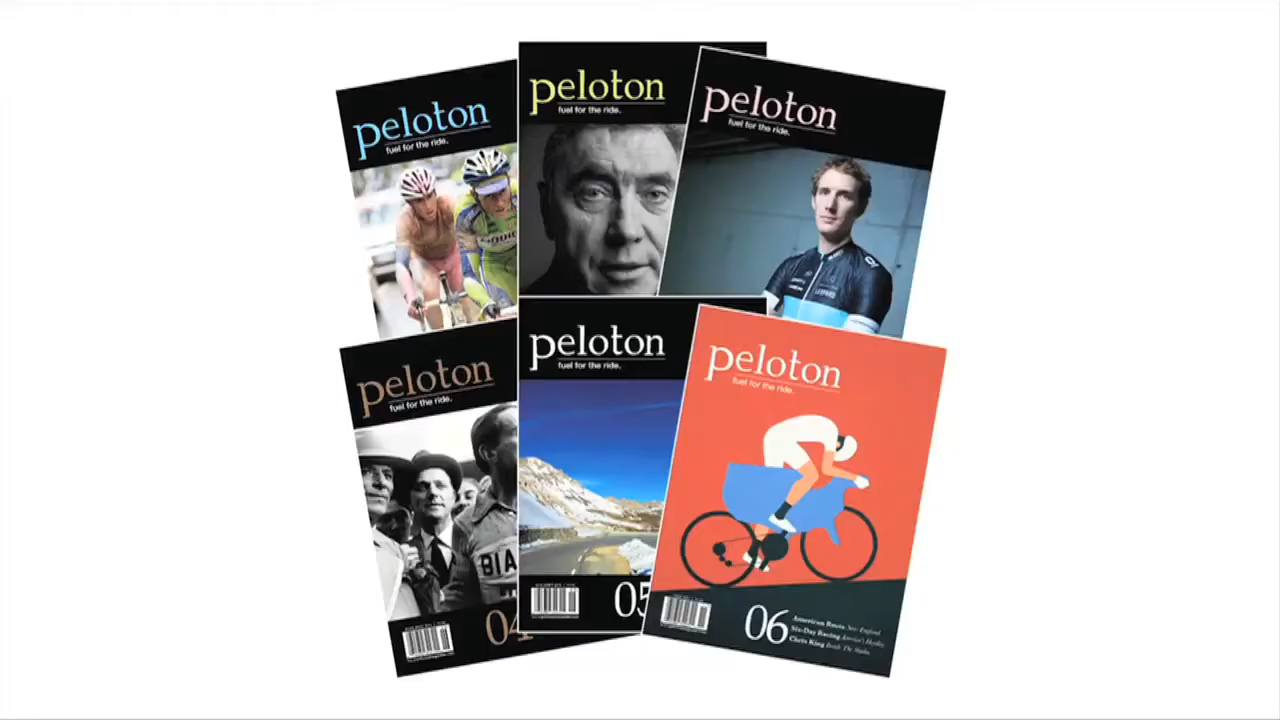 peloton
fuel for the ride.
peloton
fuel for the ride.
peloton
fuel for the ride.
LEOPARD
peloton
fuel for the ride.
BIA
04
peloton
fuel for the ride.
05
peloton
fuel for the ride.
06
American Roots New England
Six-Day Racing America's Heyday
Chris King Inside The Studio